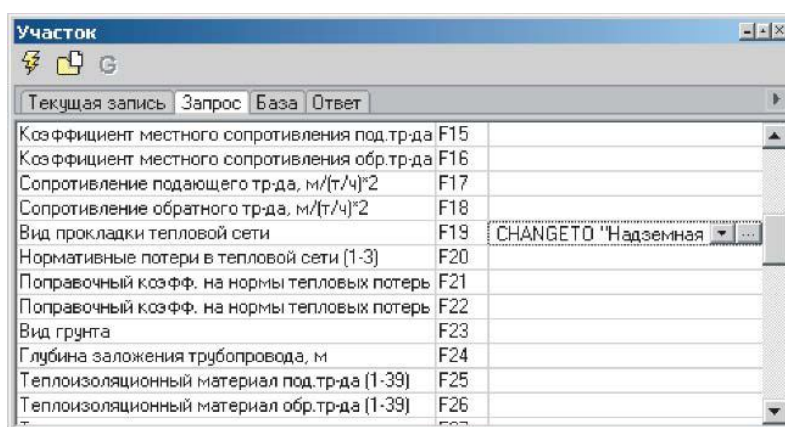 Участок
G
Текущая запись Запрос База Ответ
Коэффициент местного сопротивления под.тр-да F15
Коэффициент местного сопротивления обр.тр-да F16
Сопротивление подающего тр-да, м/(т/ч)*2 F17
Сопротивление обратного тр-да, м/(т/ч)*2 F18
Вид прокладки тепловой сети F19 CHANGETO "Надземная ...
Нормативные потери в тепловой сети (1-3) F20
Поправочный коэфф. на нормы тепловых потерь F21
Поправочный коэфф. на нормы тепловых потерь F22
Вид грунта F23
Глубина заложения трубопровода, м F24
Теплоизоляционный материал под.тр-да (1-39) F25
Теплоизоляционный материал обр.тр-да (1-39) F26